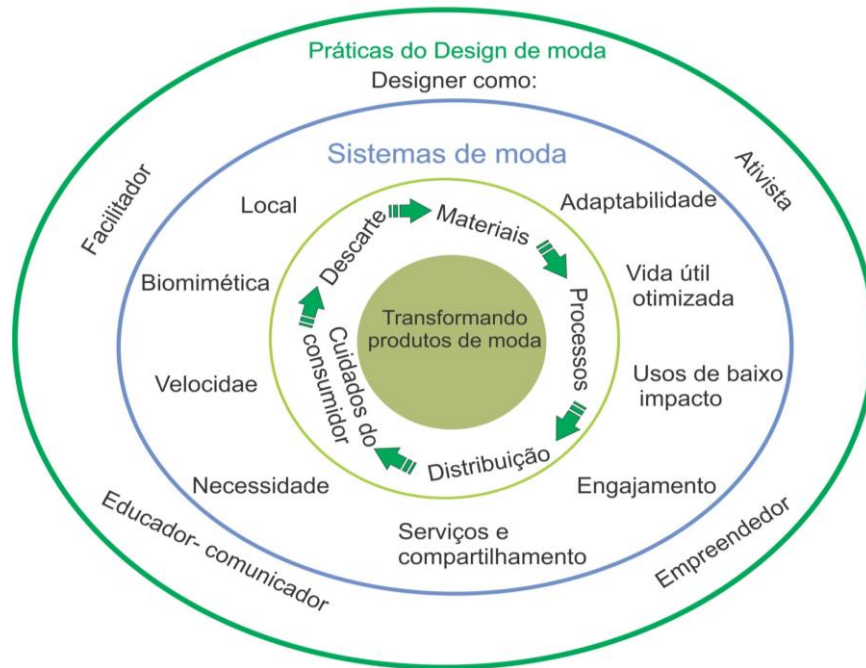 Práticas do Design de moda
Designer como:
Facilitador
Ativista
Educador- comunicador
Empreendedor
Sistemas de moda
Local
Adaptabilidade
Biomimética
Vida útil
otimizada
Velocidae
Usos de baixo
impacto
Necessidade
Engajamento
Serviços e
compartilhamento
Descarte
Materiais
Processos
Distribuição
Cuidados do
consumidor
Transformando
produtos de moda